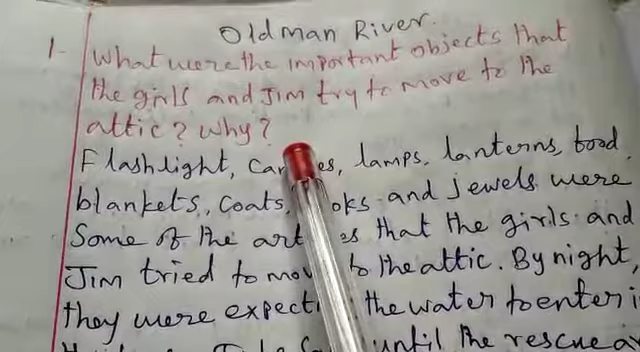 Oldman River.
1. What were the important objects that
the girls and Jim try to move to the
attic? Why?
Flashlight, lamps, lanterns, food,
blankets, coats, and jewels were
Some of the that the girls and
Jim tried to the attic. By night,
they were the water to enter
until the rescue